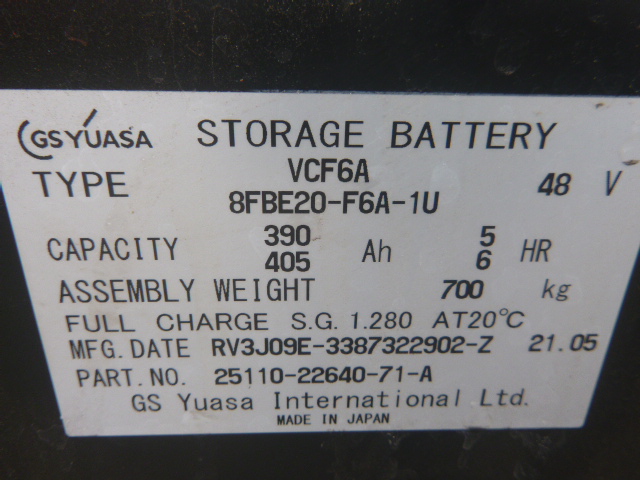 GSYUASA STORAGE BATTERY
TYPE VCF6A 48 V
8FBE20-F6A-1U
CAPACITY 390 Ah 5 HR
405 6
ASSEMBLY WEIGHT 700 kg
FULL CHARGE S.G. 1.280 AT20℃
MFG.DATE RV3J09E-3387322902-Z 21.05
PART.NO. 25110-22640-71-A
GS Yuasa International Ltd.
MADE IN JAPAN